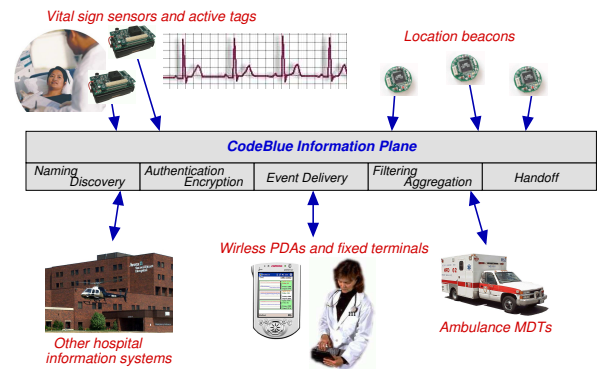 Vital sign sensors and active tags
Location beacons
CodeBlue Information Plane
Naming
Discovery
Authentication
Encryption
Event Delivery
Filtering
Aggregation
Handoff
Wirless PDAs and fixed terminals
Other hospital
information systems
Ambulance MDTs